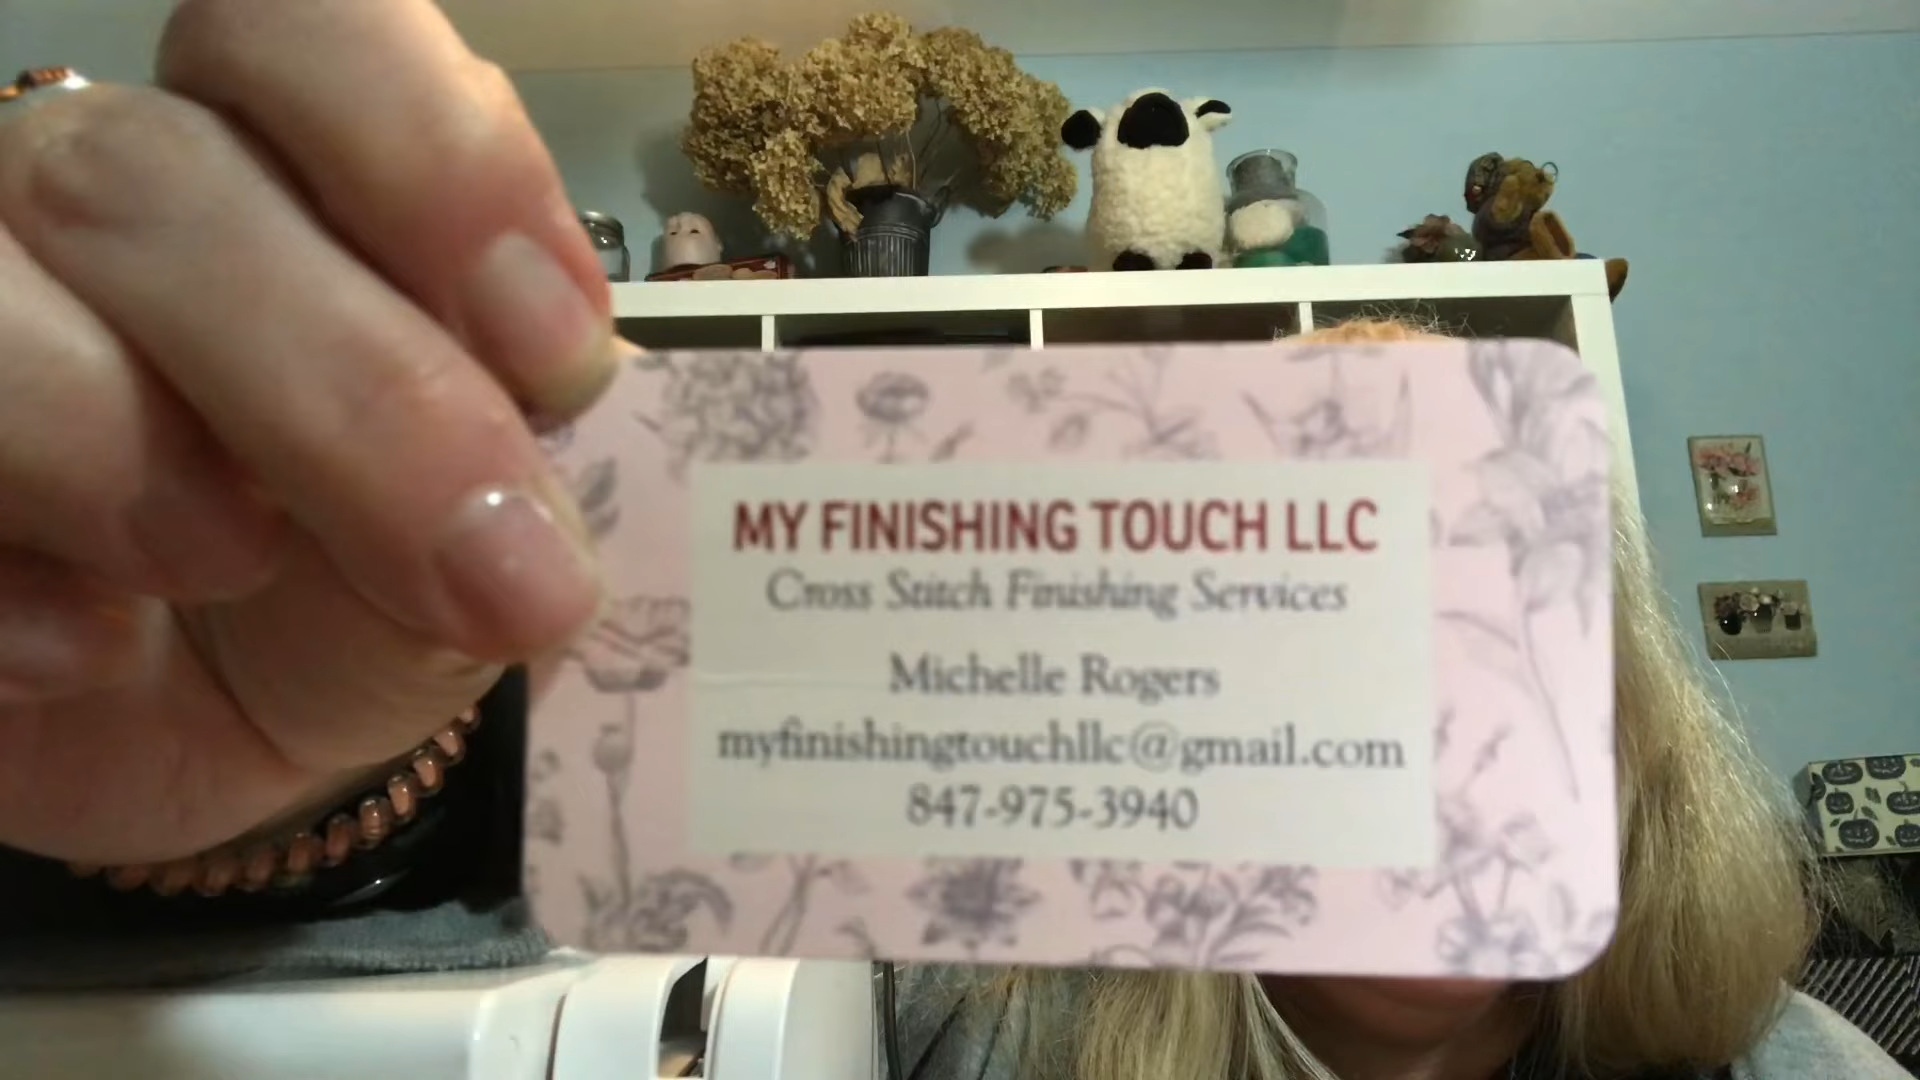 MY FINISHING TOUCH LLC
Cross Stitch Finishing Services
Michelle Rogers
myfinishingtouchllc@gmail.com
847-975-3940